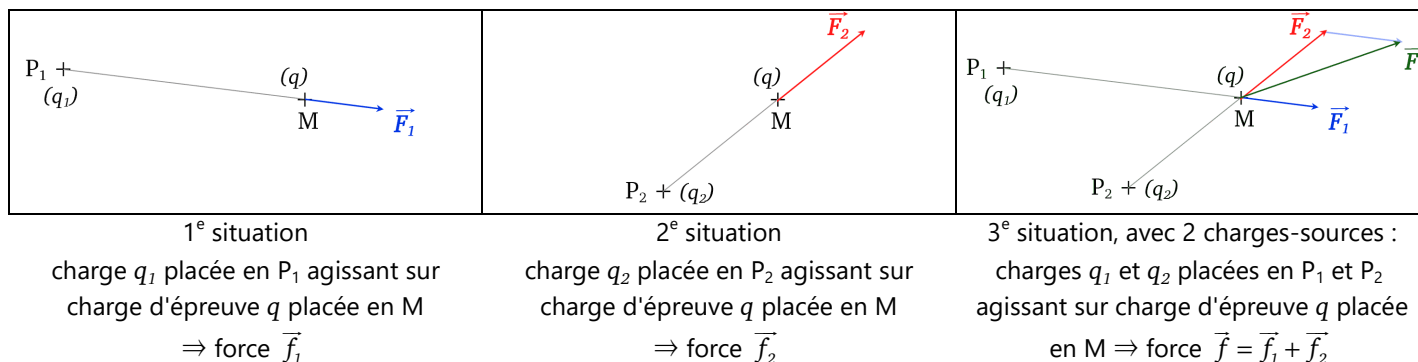 P₁
(q₁)
(q)
M
F₁
F₂
(q)
M
P₂
(q₂)
F₂
F
P₁
(q₁)
(q)
M
F₁
P₂
(q₂)
1ᵉ situation
charge q₁ placée en P₁ agissant sur
charge d'épreuve q placée en M
⇒ force f₁
2ᵉ situation
charge q₂ placée en P₂ agissant sur
charge d'épreuve q placée en M
⇒ force f₂
3ᵉ situation, avec 2 charges-sources :
charges q₁ et q₂ placées en P₁ et P₂
agissant sur charge d'épreuve q placée
en M ⇒ force f = f₁ + f₂